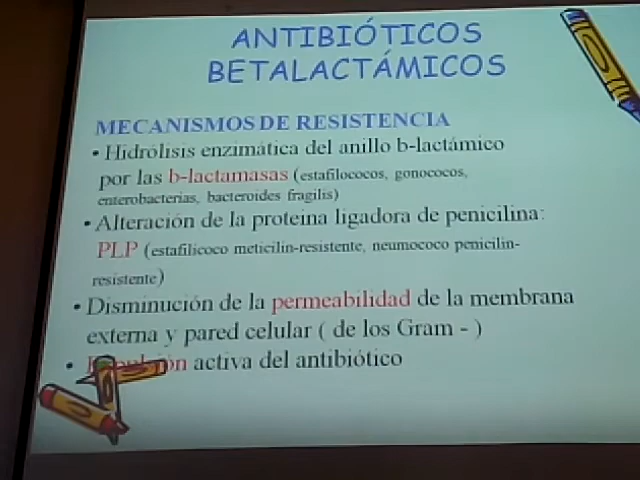 ANTIBIÓTICOS
BETALACTÁMICOS
MECANISMOS DE RESISTENCIA
• Hidrólisis enzimática del anillo b-lactámico
por las b-lactamasas (estafilococos, gonococos,
enterobacterias, bacteroides fragilis)
• Alteración de la proteina ligadora de penicilina:
PLP (estafilicoco meticilin-resistente, neumococo penicilin-
resistente)
• Disminución de la permeabilidad de la membrana
externa y pared celular ( de los Gram - )
• activa del antibiótico